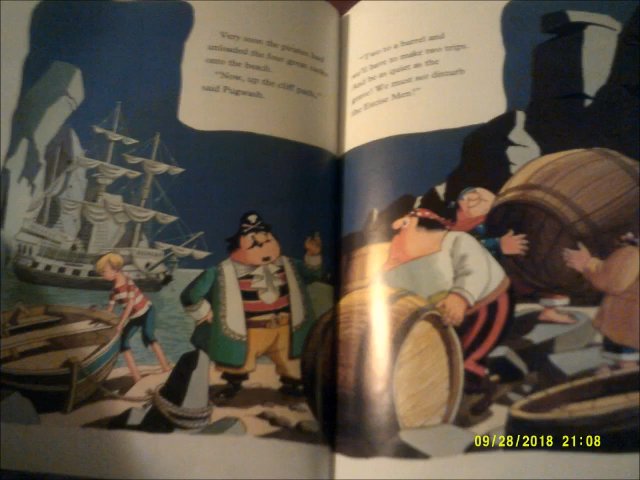 Very soon the pirates had
unloaded the four great casks
onto the beach.
"Now, up the cliff path,"
said Pugwash.
"Two to a barrel and
we'll have to make two trips.
And be as quiet as the
grave! We must not disturb
the Excise Men!"
09/28/2018 21:08